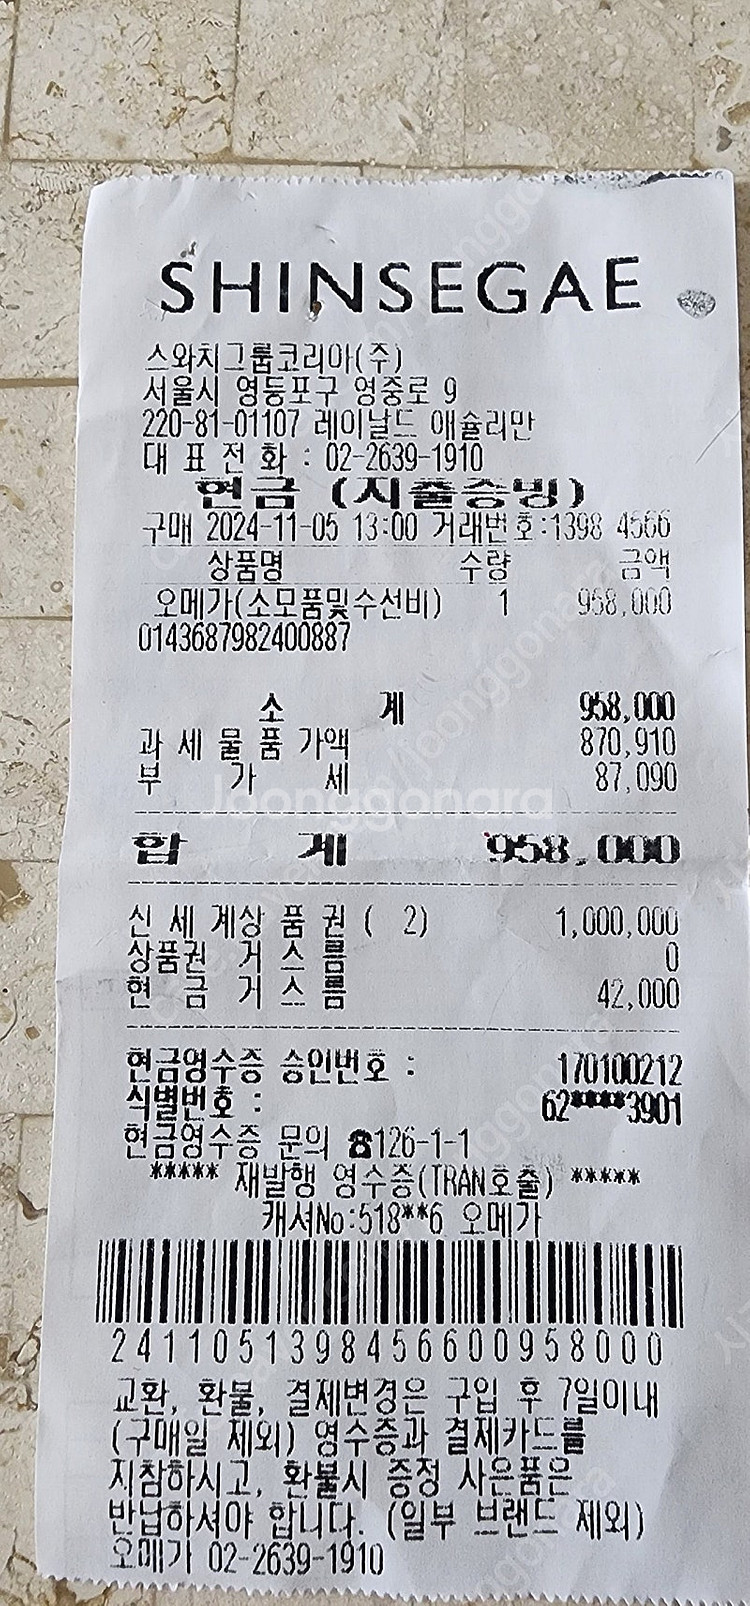 SHINSEGAE
스와치그룹코리아(주)
서울시 영등포구 영중로 9
220-81-01107 레이날드 애슐리만
대 표 전 화 : 02-2639-1910
현금 (지출증빙)
구매 2024-11-05 13:00 거래번호:1398 4566
상품명 수량 금액
오메가(소모품및수선비) 1 958,000
0143687982400887
소 계 958,000
과 세 물 품 가액 870,910
부 가 세 87,090
Joonggonara
합 계 958,000
신 세 계상 품 권 ( 2) 1,000,000
상품권 거 스 름 0
현 금 거 스 름 42,000
현금영수증 승인번호 : 170100212
식별번호 : 62****3901
현금영수증 문의 ☎126-1-1
***** 재발행 영수증(TRAN호출) *****
캐셔No:518**6 오메가
241105139845660095​8000
교환, 환불, 결제변경은 구입 후 7일이내
(구매일 제외) 영수증과 결제카드를
지참하시고, 환불시 증정 사은품은
반납하셔야 합니다. (일부 브랜드 제외)
오메가 02-2639-1910